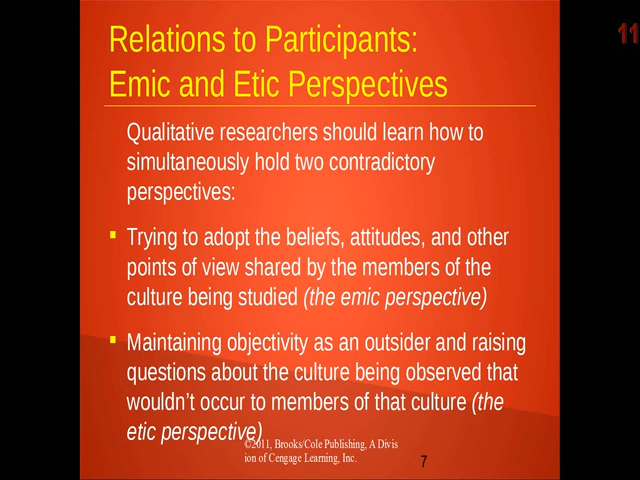 Relations to Participants:
Emic and Etic Perspectives
11
Qualitative researchers should learn how to
simultaneously hold two contradictory
perspectives:
Trying to adopt the beliefs, attitudes, and other
points of view shared by the members of the
culture being studied (the emic perspective)
Maintaining objectivity as an outsider and raising
questions about the culture being observed that
wouldn’t occur to members of that culture (the
etic perspective)
©2011, Brooks/Cole Publishing, A Divis
ion of Cengage Learning, Inc.
7